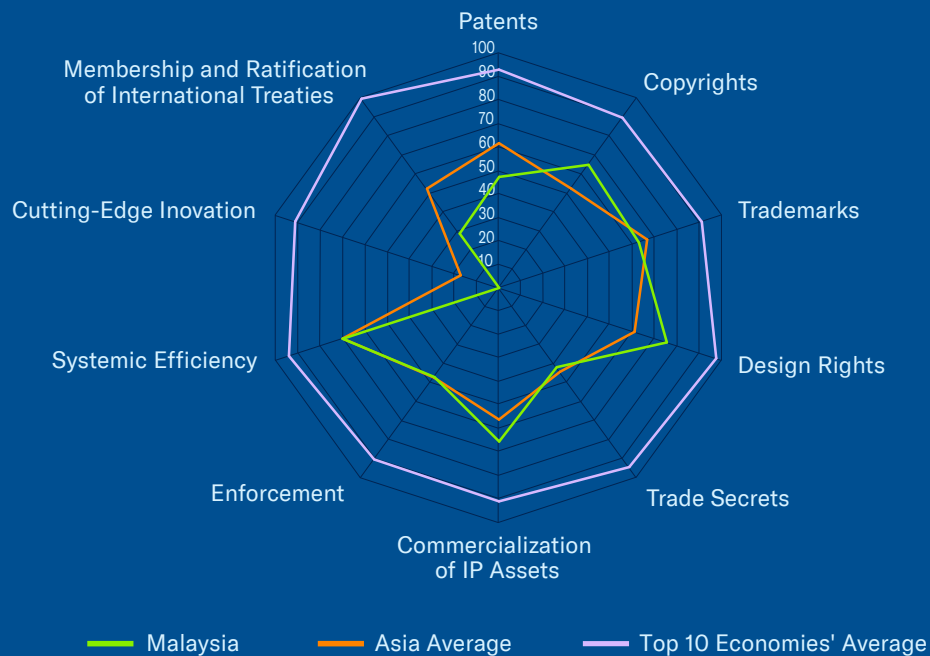 Patents
100
90
80
70
60
50
40
30
20
10
Copyrights
Trademarks
Design Rights
Trade Secrets
Commercialization
of IP Assets
Enforcement
Systemic Efficiency
Cutting-Edge Inovation
Membership and Ratification
of International Treaties
Malaysia
Asia Average
Top 10 Economies' Average